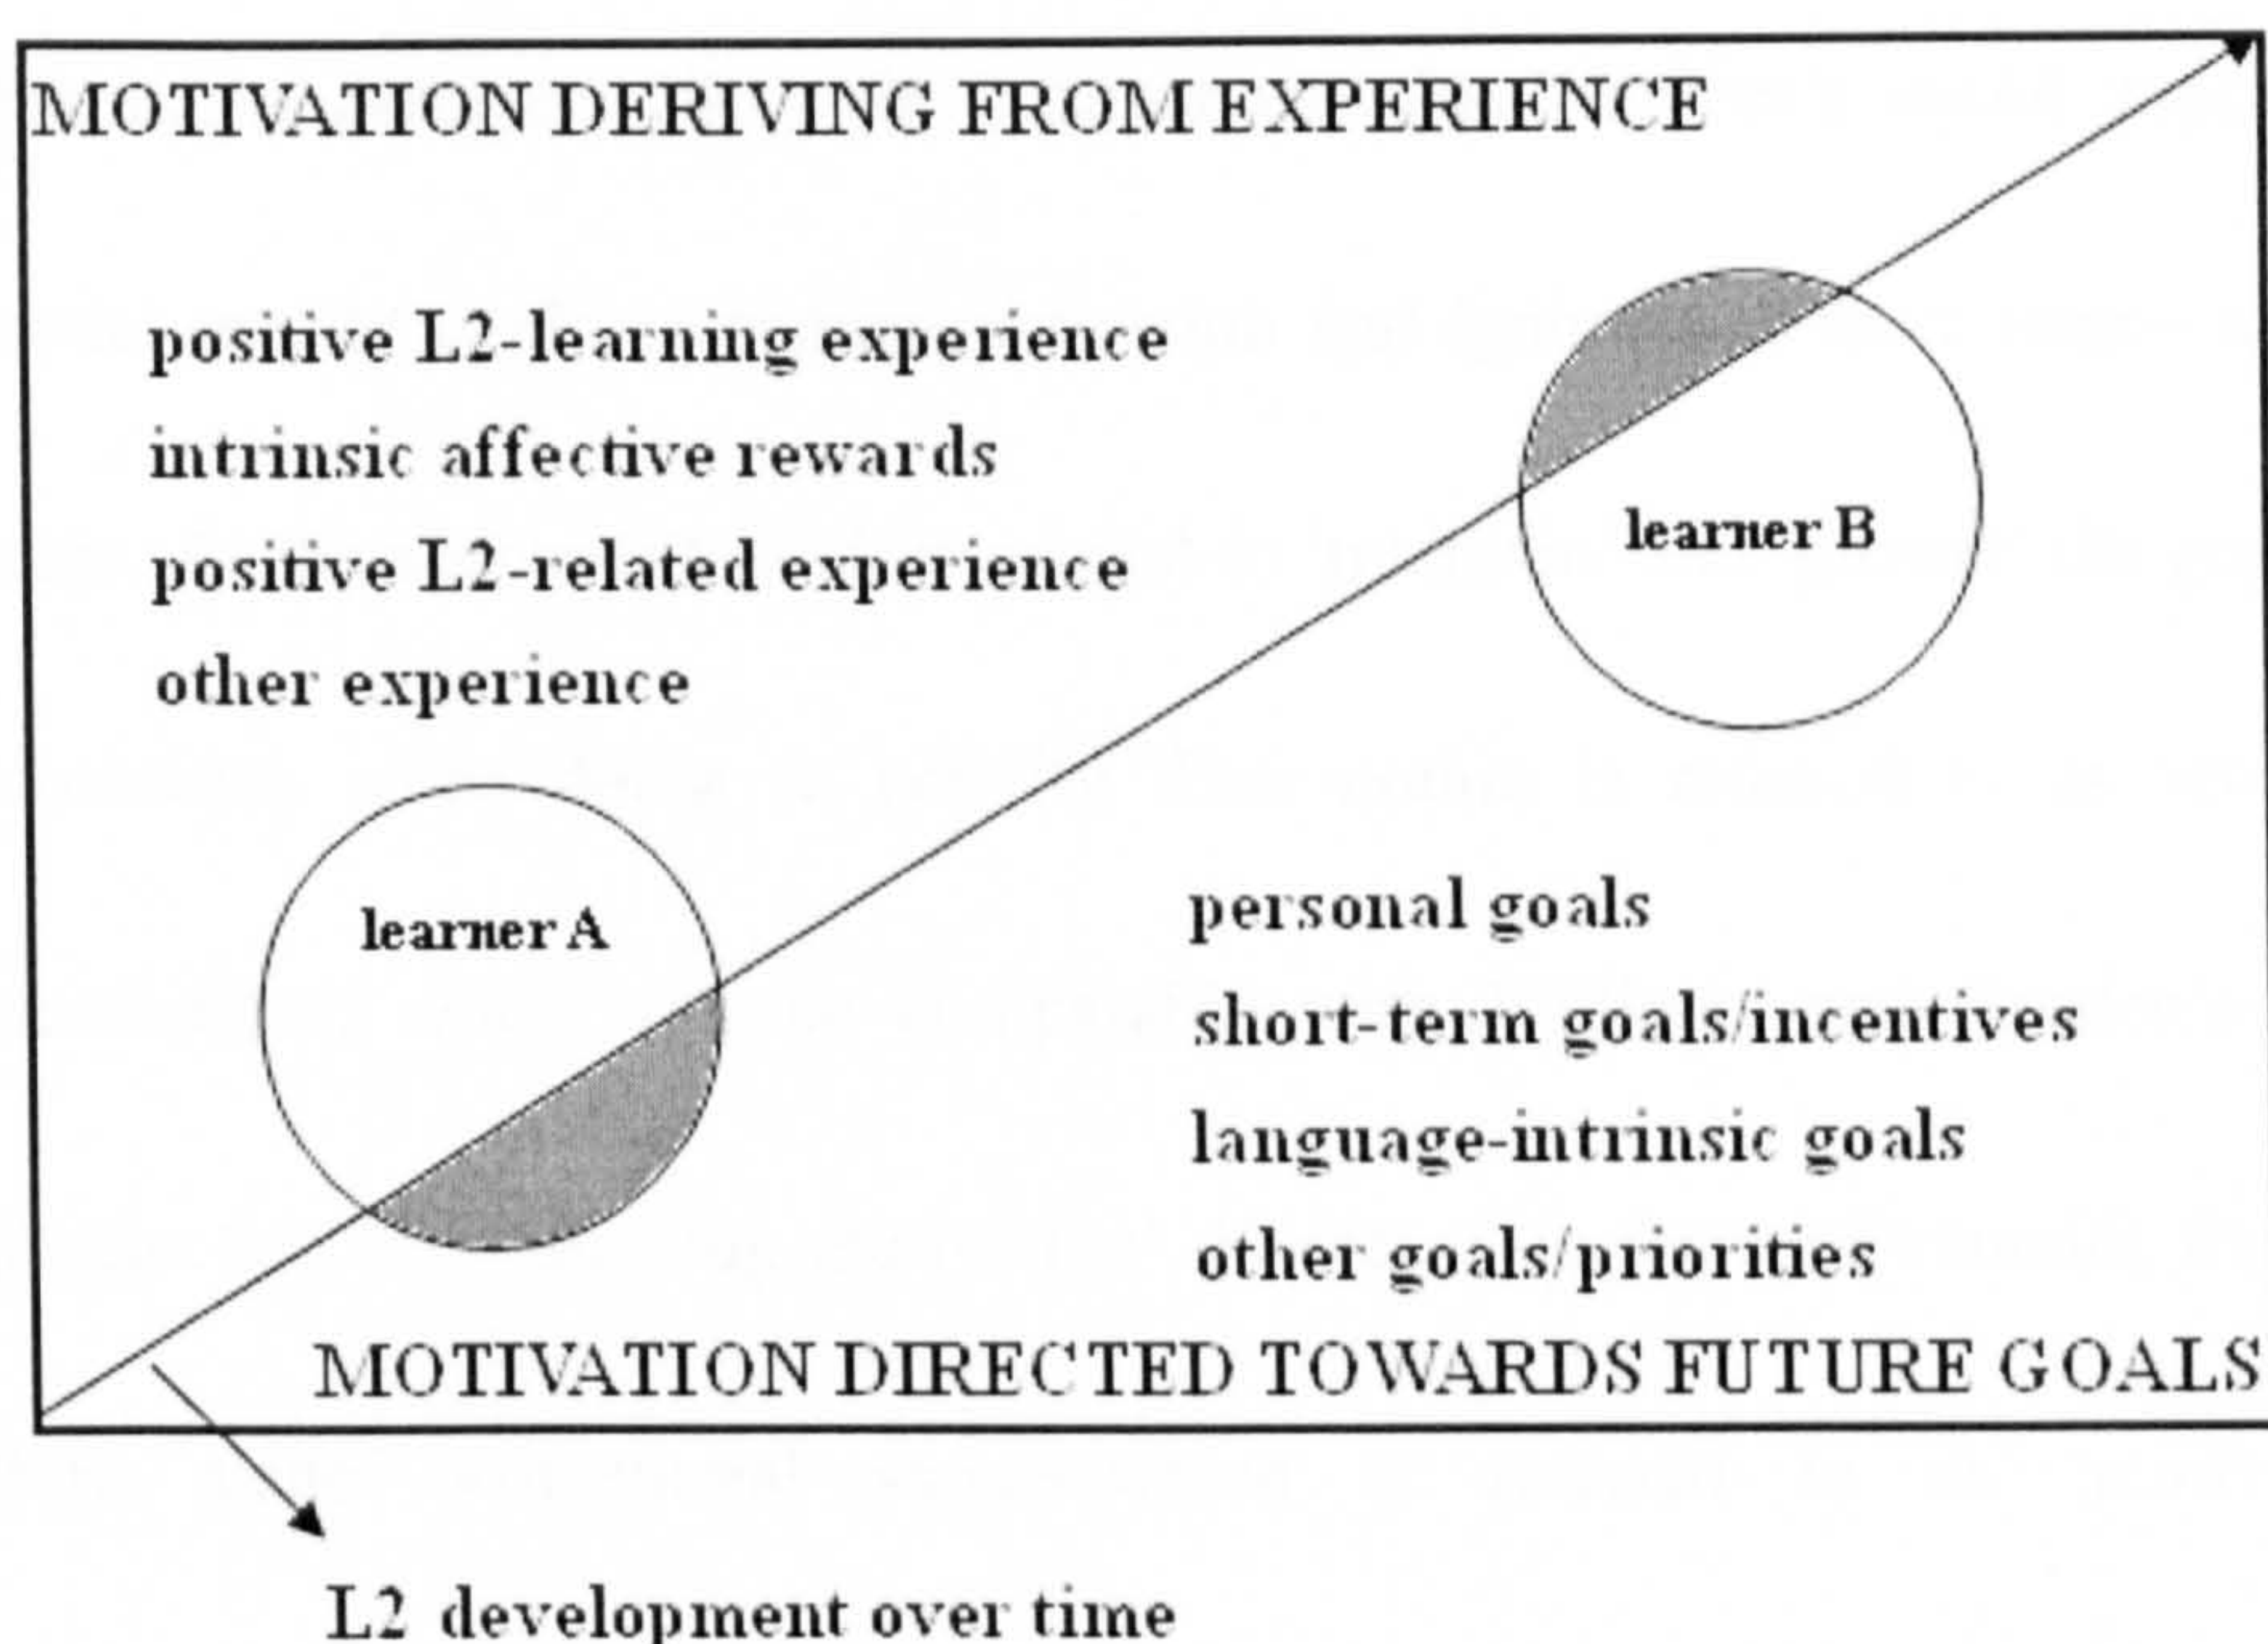 MOTIVATION DERIVING FROM EXPERIENCE
positive L2-learning experience
intrinsic affective rewards
positive L2-related experience
other experience
learner B
learner A
personal goals
short-term goals/incentives
language-intrinsic goals
other goals/priorities
MOTIVATION DIRECTED TOWARDS FUTURE GOALS
L2 development over time